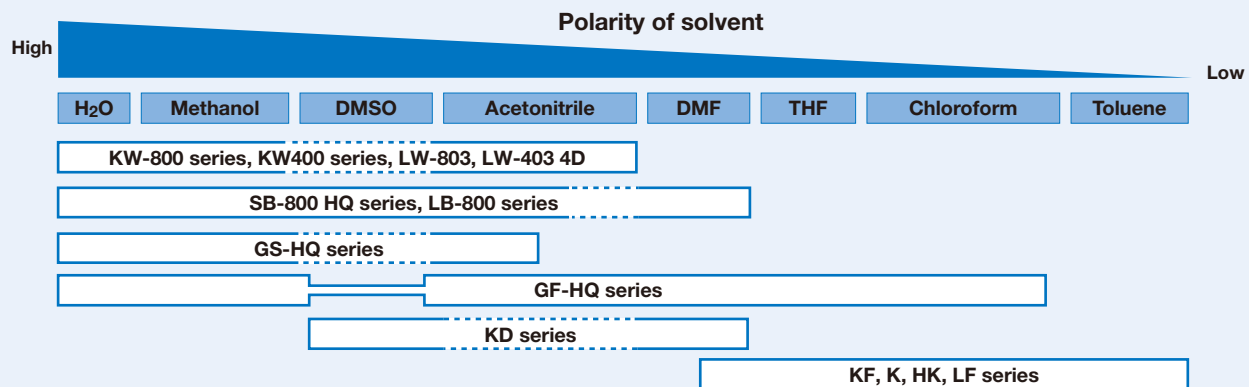 Polarity of solvent
High
Low
H₂O Methanol DMSO Acetonitrile DMF THF Chloroform Toluene
KW-800 series, KW400 series, LW-803, LW-403 4D
SB-800 HQ series, LB-800 series
GS-HQ series
GF-HQ series
KD series
KF, K, HK, LF series